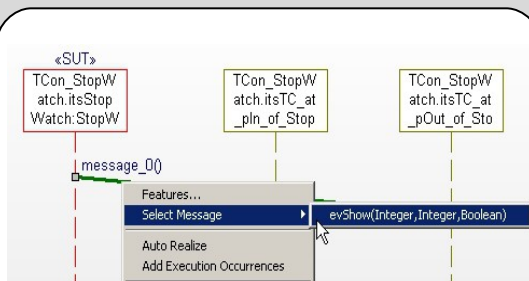 «SUT»
TCon_StopW
atch.itsStop
Watch:StopW
TCon_StopW
atch.itsTC_at
_pIn_of_Stop
TCon_StopW
atch.itsTC_at
_pOut_of_Sto
message_0()
Features...
Select Message
evShow(Integer,Integer,Boolean)
Auto Realize
Add Execution Occurrences